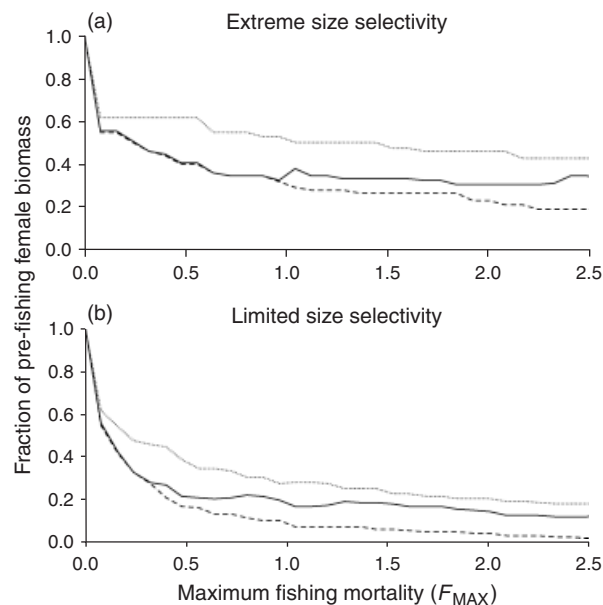 (a) Extreme size selectivity
1.0
0.8
0.6
0.4
0.2
0.0
0.0 0.5 1.0 1.5 2.0 2.5
(b) Limited size selectivity
1.0
0.8
0.6
0.4
0.2
0.0
0.0 0.5 1.0 1.5 2.0 2.5
Fraction of pre-fishing female biomass
Maximum fishing mortality (FMAX)